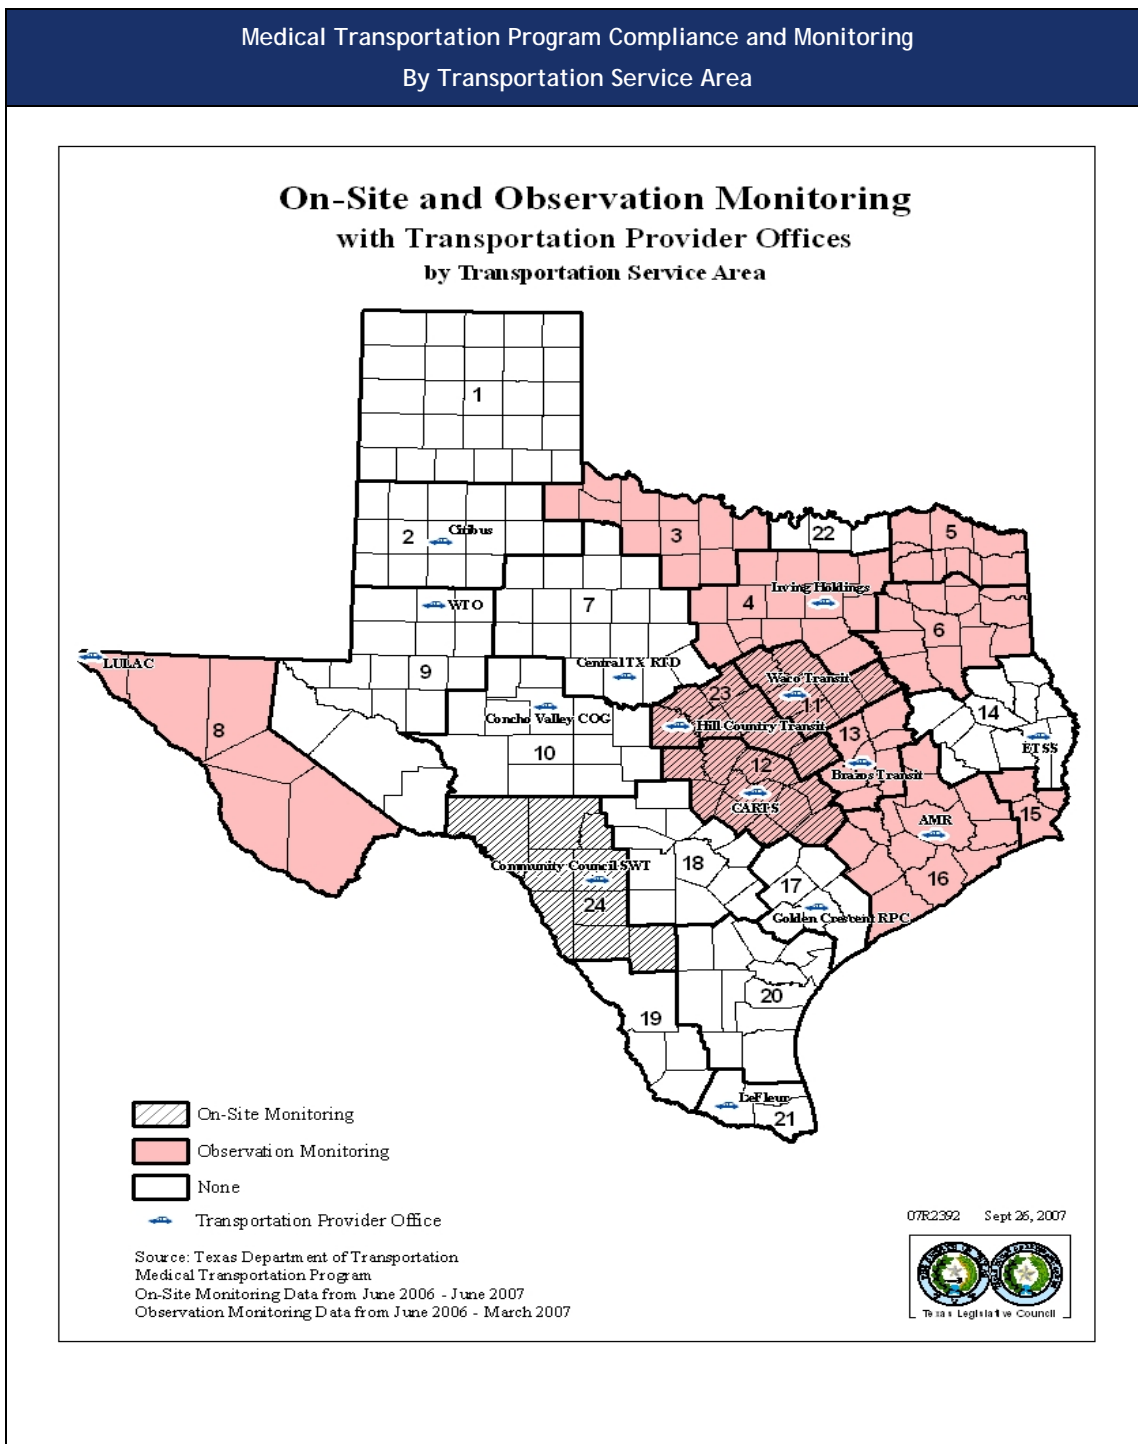 Medical Transportation Program Compliance and Monitoring
By Transportation Service Area
On-Site and Observation Monitoring
with Transportation Provider Offices
by Transportation Service Area
1
2
Citibus
3
22
5
WTO
7
4
Irving Holdings
6
LULAC
9
Central TX RTD
23
Waco Transit
11
8
Concho Valley COG
Hill Country Transit
13
14
10
12
Brazos Transit
ETSS
CARTS
AMR
15
Community Council SWT
18
17
16
24
Golden Crescent RPC
19
20
LeFleur
21
On-Site Monitoring
Observation Monitoring
None
Transportation Provider Office
07R2392 Sept 26, 2007
Source: Texas Department of Transportation
Medical Transportation Program
On-Site Monitoring Data from June 2006 - June 2007
Observation Monitoring Data from June 2006 - March 2007
Texas Legislative Council